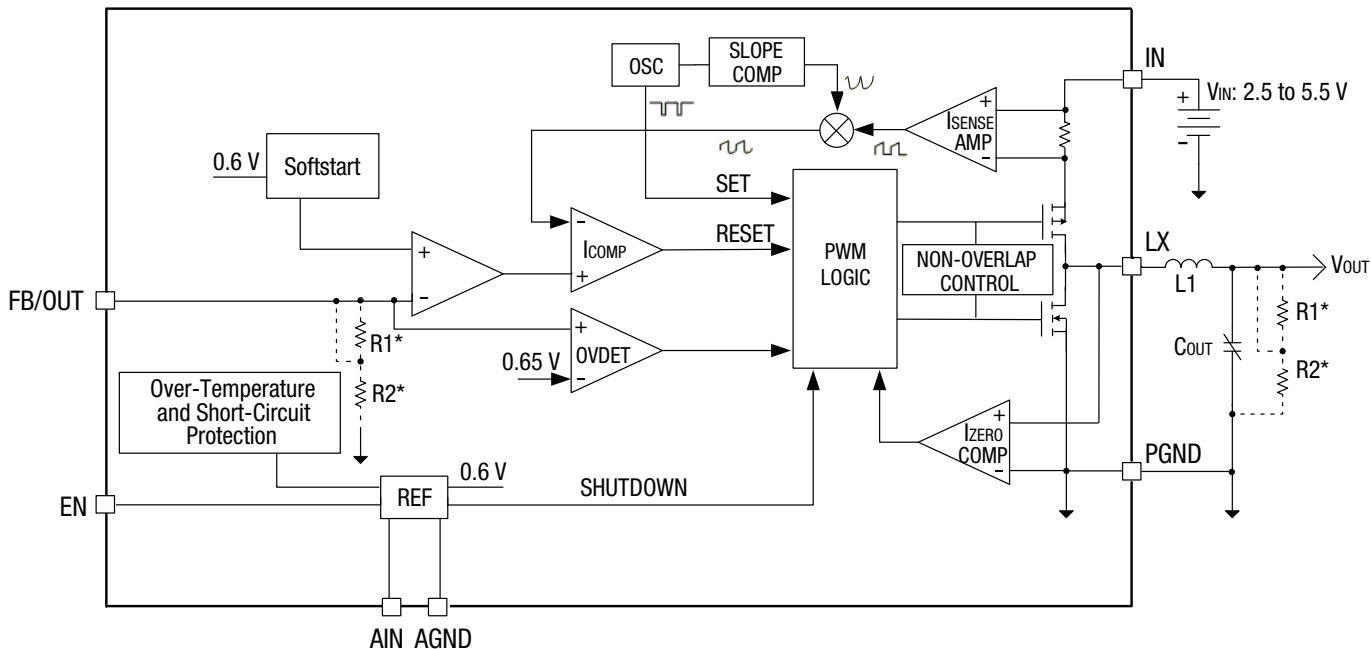 OSC
SLOPE
COMP
IN
+
VIN: 2.5 to 5.5 V
-
+
ISENSE
AMP
-
0.6 V
Softstart
SET
-
ICOMP
+
RESET
PWM
LOGIC
NON-OVERLAP
CONTROL
LX
L1
VOUT
+
-
FB/OUT
R1*
R2*
+
OVDET
-
0.65 V
COUT
R1*
R2*
Over-Temperature
and Short-Circuit
Protection
+
IZERO
COMP
-
PGND
0.6 V
REF
SHUTDOWN
EN
AIN AGND